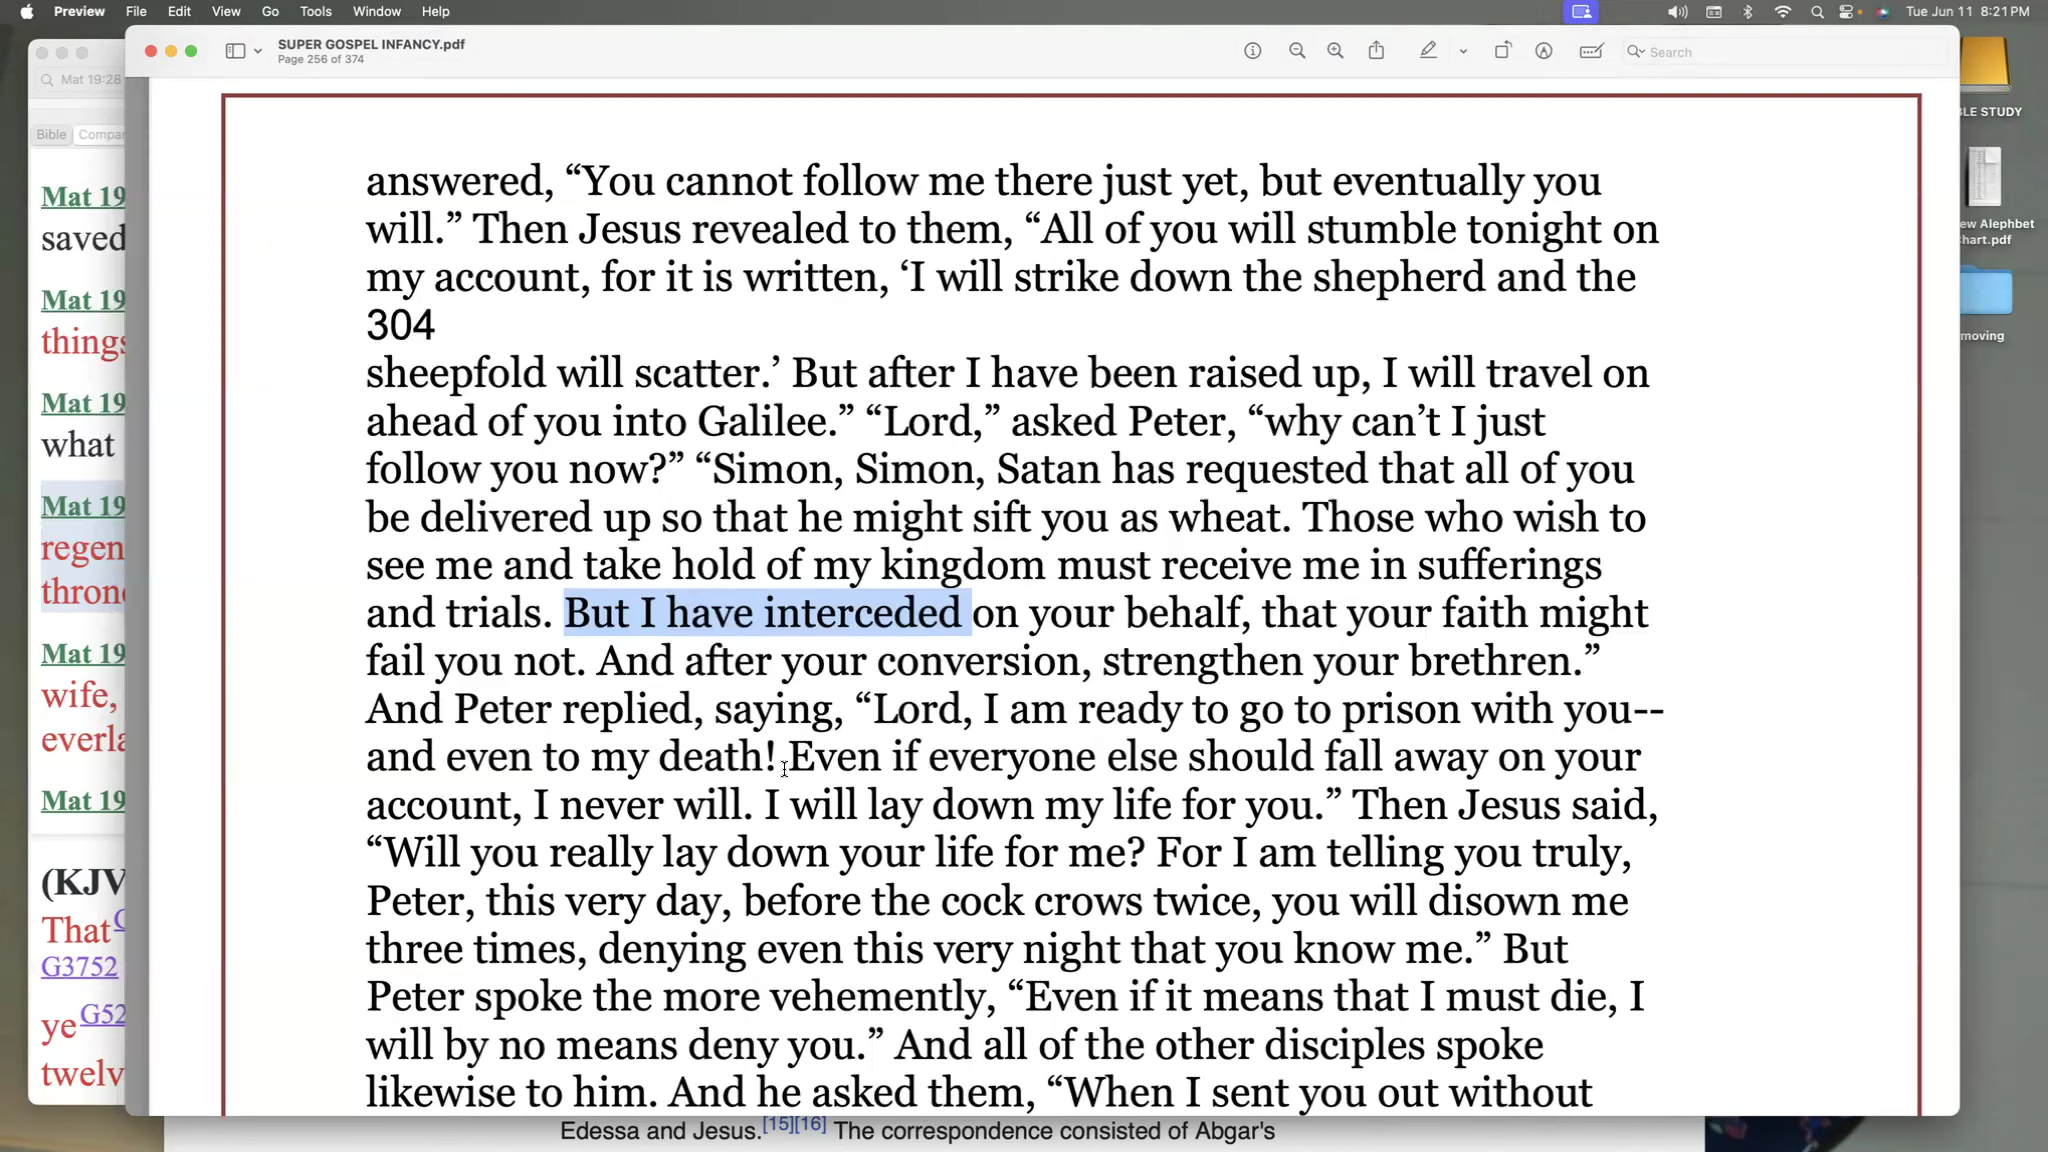 Preview File Edit View Go Tools Window Help
Tue Jun 11 8:21 PM
SUPER GOSPEL INFANCY.pdf
Page 256 of 374
Search
Mat 19:28
Bible
answered, “You cannot follow me there just yet, but eventually you
will.” Then Jesus revealed to them, “All of you will stumble tonight on
my account, for it is written, ‘I will strike down the shepherd and the
304
sheepfold will scatter.’ But after I have been raised up, I will travel on
ahead of you into Galilee.” “Lord,” asked Peter, “why can’t I just
follow you now?” “Simon, Simon, Satan has requested that all of you
be delivered up so that he might sift you as wheat. Those who wish to
see me and take hold of my kingdom must receive me in sufferings
and trials. But I have interceded on your behalf, that your faith might
fail you not. And after your conversion, strengthen your brethren.”
And Peter replied, saying, “Lord, I am ready to go to prison with you--
and even to my death! Even if everyone else should fall away on your
account, I never will. I will lay down my life for you.” Then Jesus said,
“Will you really lay down your life for me? For I am telling you truly,
Peter, this very day, before the cock crows twice, you will disown me
three times, denying even this very night that you know me.” But
Peter spoke the more vehemently, “Even if it means that I must die, I
will by no means deny you.” And all of the other disciples spoke
likewise to him. And he asked them, “When I sent you out without
Mat 19
saved
Mat 19
things
Mat 19
what
Mat 19
regen
throne
Mat 19
wife,
everla
Mat 19
(KJV
That
G3752
ye G52
twelv
Edessa and Jesus.[15][16] The correspondence consisted of Abgar's
BLE STUDY
ew Alephbet
hart.pdf
moving